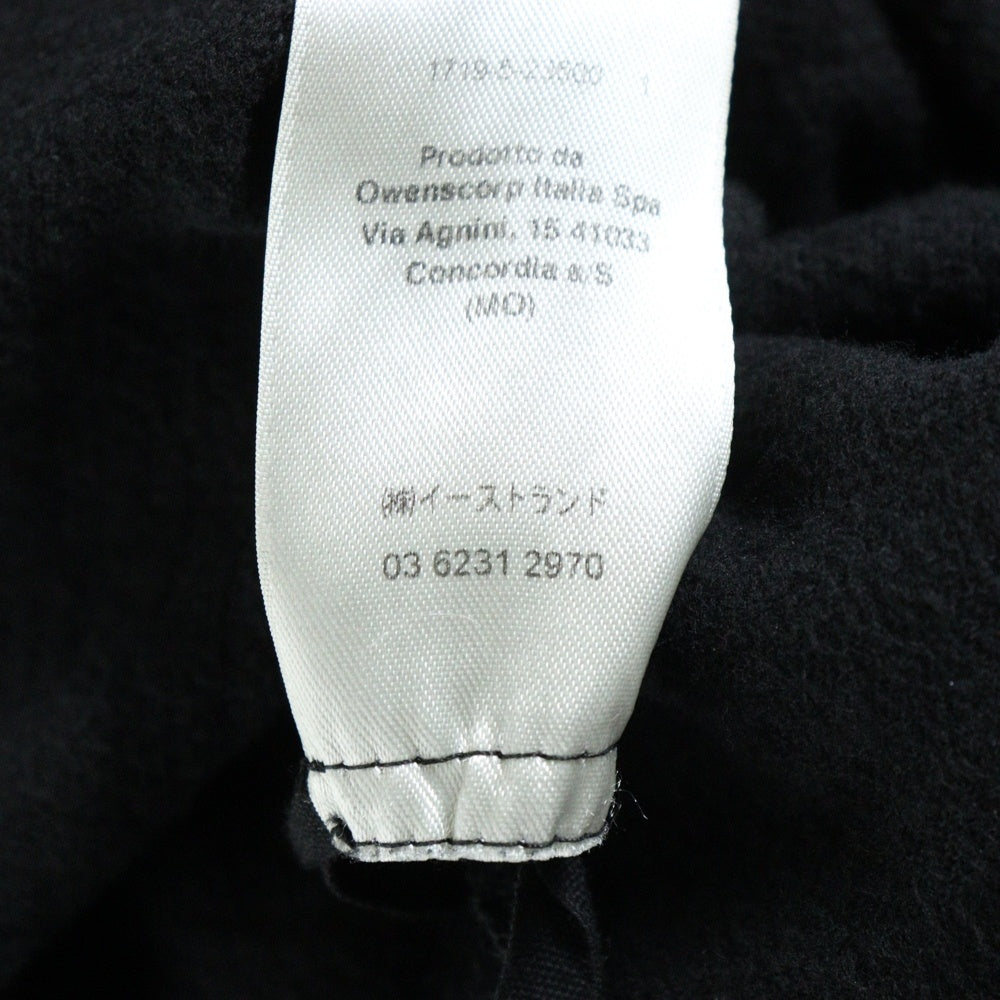 Prodotto da
Owenscorp Italia Spa
Via Agnini, 15 41033
Concordia s/S
(MO)
㈱イーストランド
03 6231 2970